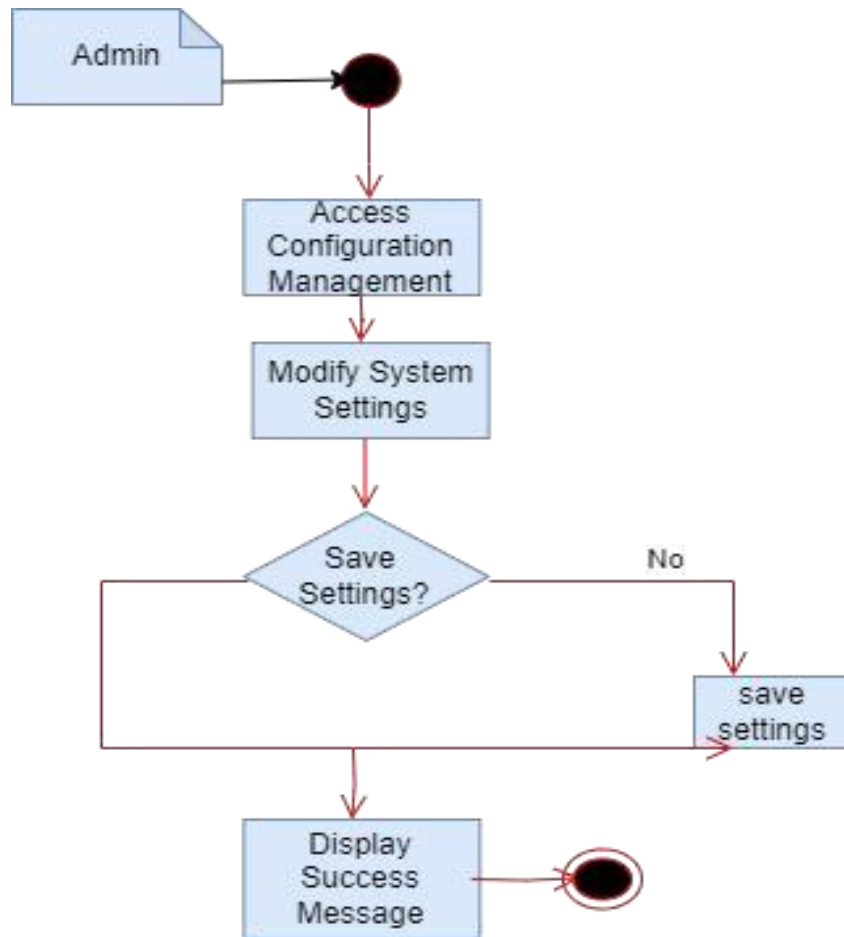 Admin
Access
Configuration
Management
Modify System
Settings
Save
Settings?
No
save
settings
Display
Success
Message